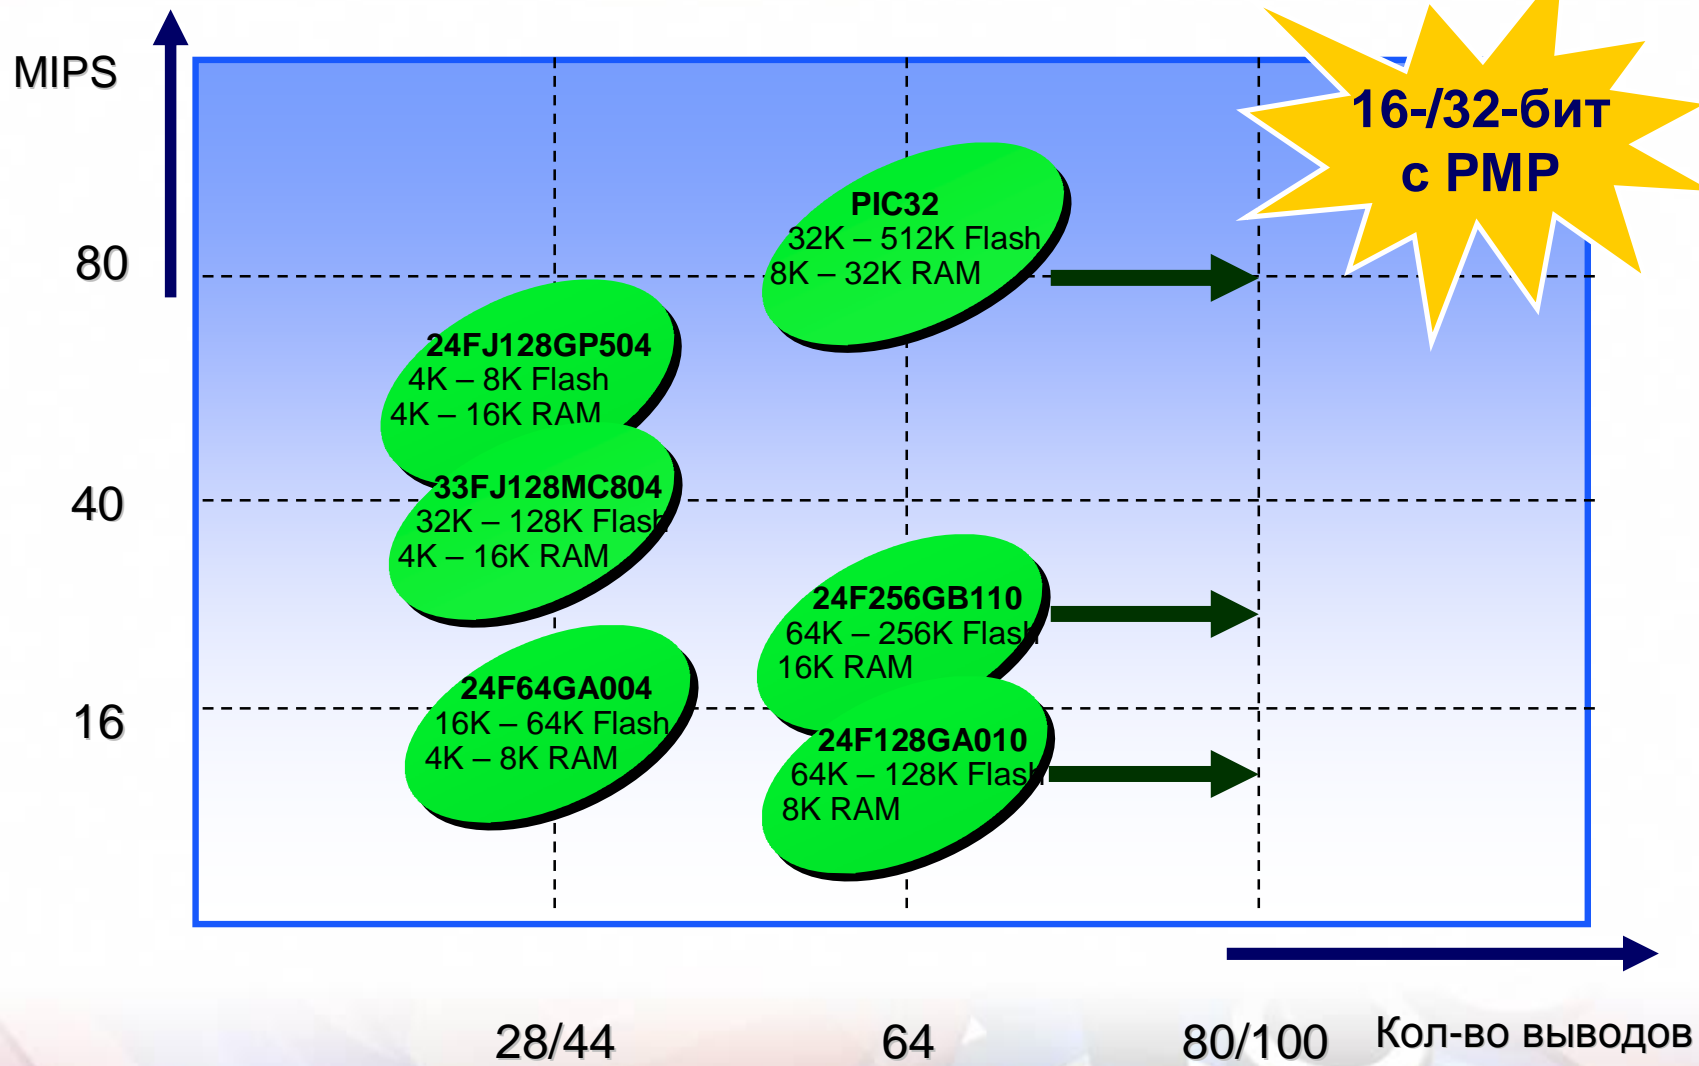 MIPS
16-/32-бит
с PMP
80
40
16
PIC32
32K – 512K Flash
8K – 32K RAM
24FJ128GP504
4K – 8K Flash
4K – 16K RAM
33FJ128MC804
32K – 128K Flash
4K – 16K RAM
24F256GB110
64K – 256K Flash
16K RAM
24F64GA004
16K – 64K Flash
4K – 8K RAM
24F128GA010
64K – 128K Flash
8K RAM
28/44
64
80/100
Кол-во выводов